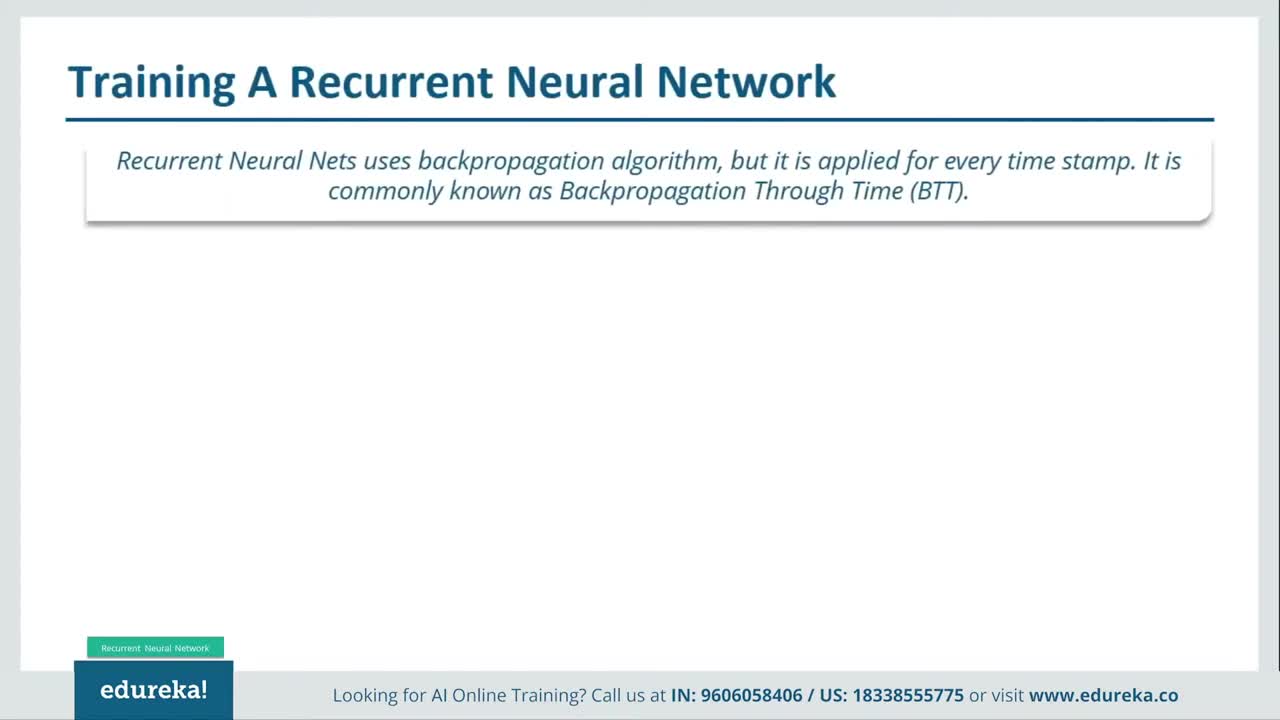 Training A Recurrent Neural Network
Recurrent Neural Nets uses backpropagation algorithm, but it is applied for every time stamp. It is
commonly known as Backpropagation Through Time (BTT).
Recurrent Neural Network
edureka!
Looking for AI Online Training? Call us at IN: 9606058406 / US: 18338555775 or visit www.edureka.co